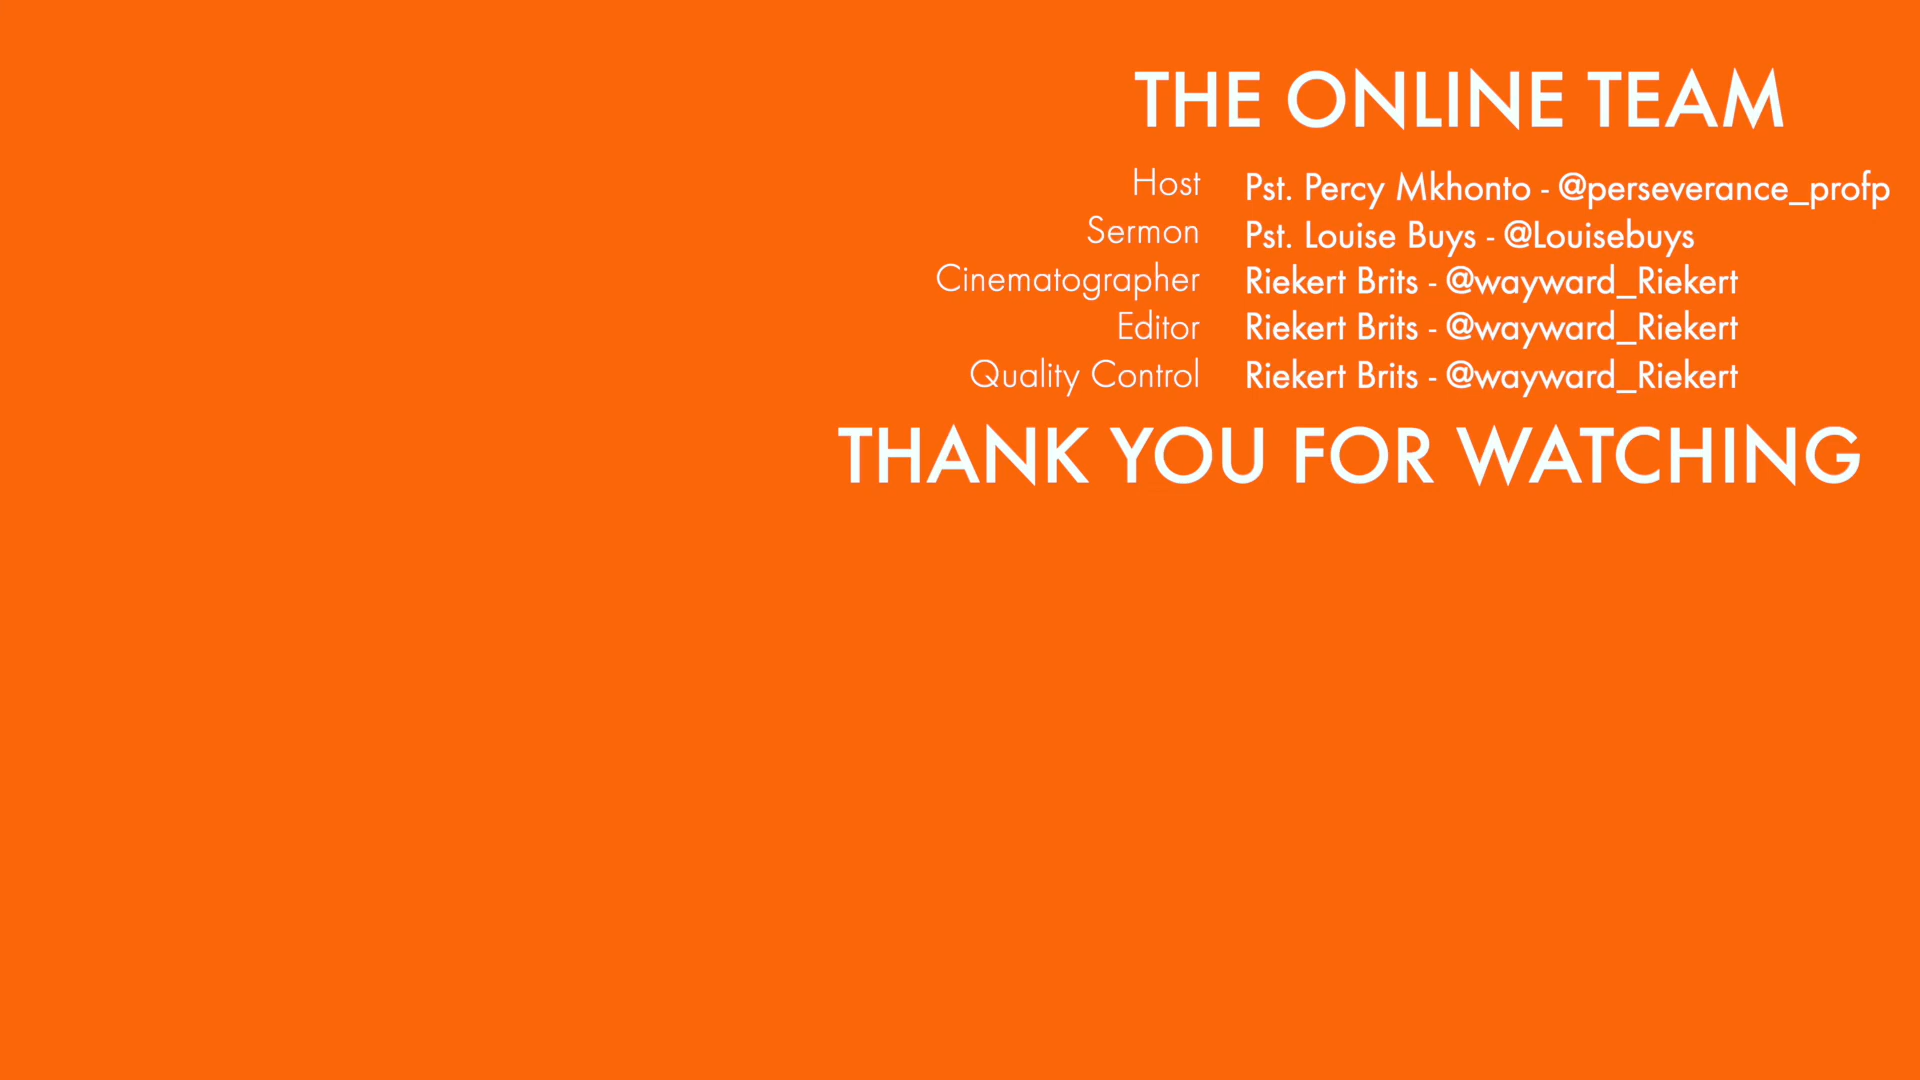 THE ONLINE TEAM
Host Pst. Percy Mkhonto - @perseverance_profp
Sermon Pst. Louise Buys - @Louisebuys
Cinematographer Riekert Brits - @wayward_Riekert
Editor Riekert Brits - @wayward_Riekert
Quality Control Riekert Brits - @wayward_Riekert
THANK YOU FOR WATCHING